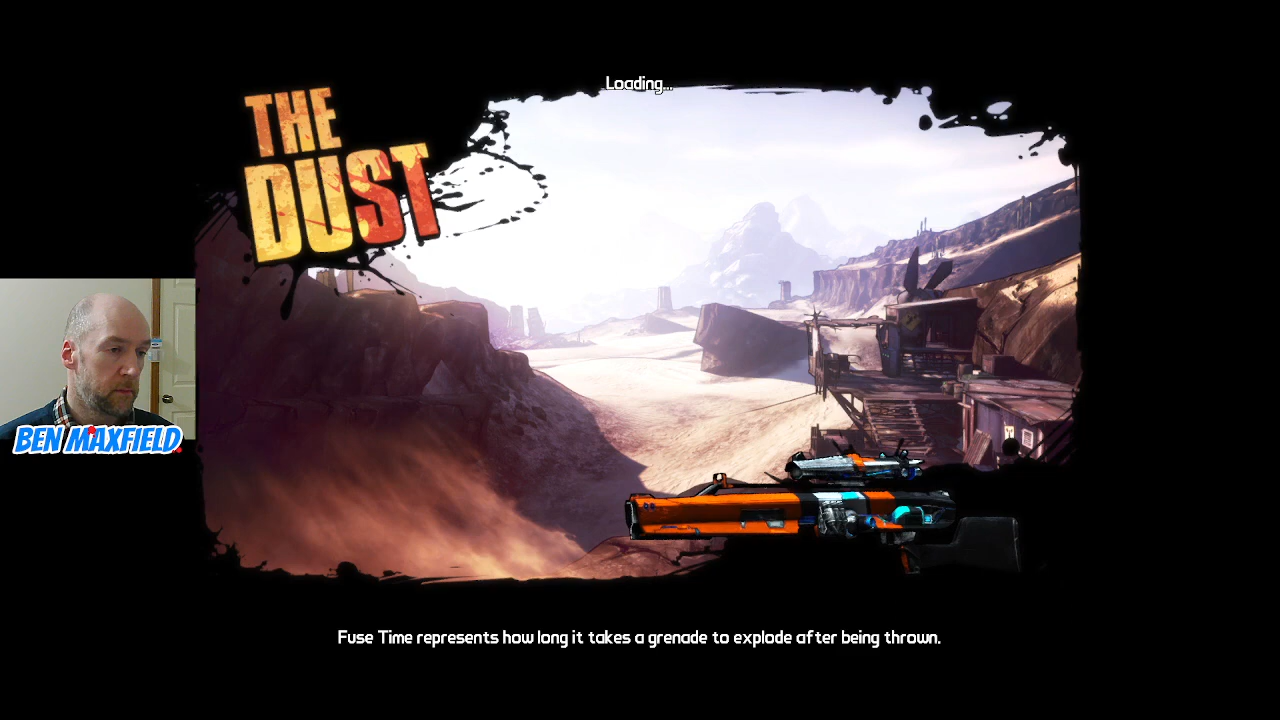 Loading...
THE
DUST
BEN MAXFIELD
Fuse Time represents how long it takes a grenade to explode after being thrown.